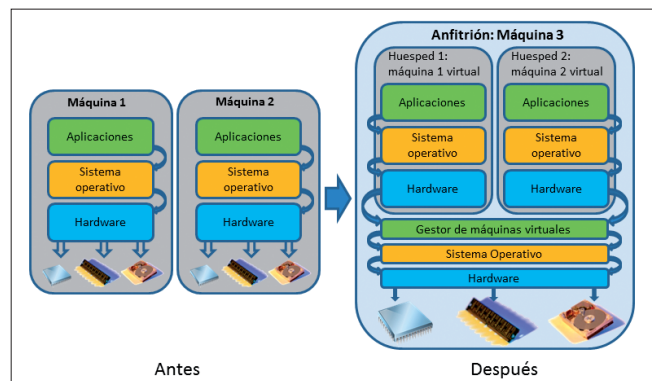 Máquina 1
Aplicaciones
Sistema
operativo
Hardware
Máquina 2
Aplicaciones
Sistema
operativo
Hardware
Antes
Anfitrión: Máquina 3
Huesped 1:
máquina 1 virtual
Aplicaciones
Sistema
operativo
Hardware
Huesped 2:
máquina 2 virtual
Aplicaciones
Sistema
operativo
Hardware
Gestor de máquinas virtuales
Sistema Operativo
Hardware
Después